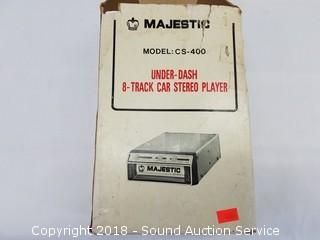 MAJESTIC
MODEL: CS-400
UNDER-DASH
8-TRACK CAR STEREO PLAYER
MAJESTIC
Copyright 2018 - Sound Auction Service